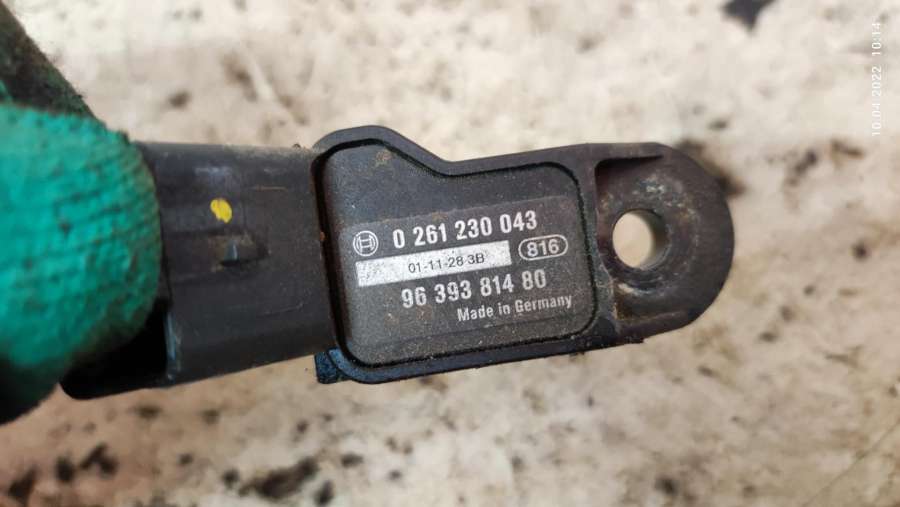 0 261 230 043
01-11-28 3B
816
96 393 814 80
Made in Germany
10.04.2022 10:14